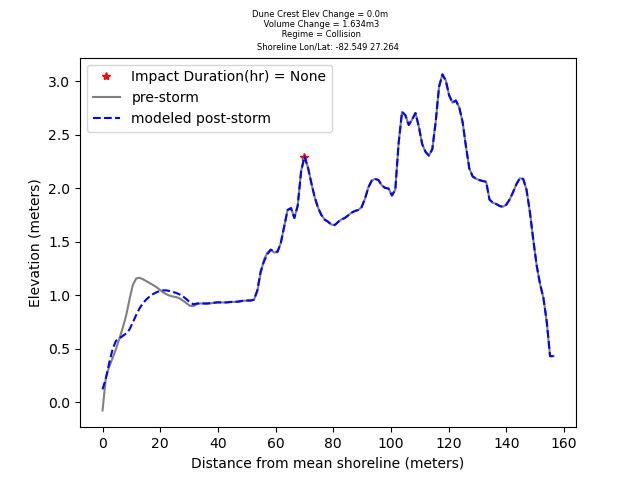 Dune Crest Elev Change = 0.0m
Volume Change = 1.634m3
Regime = Collision
Shoreline Lon/Lat: -82.549 27.264
Impact Duration(hr) = None
pre-storm
modeled post-storm
3.0
2.5
2.0
1.5
1.0
0.5
0.0
Elevation (meters)
0 20 40 60 80 100 120 140 160
Distance from mean shoreline (meters)